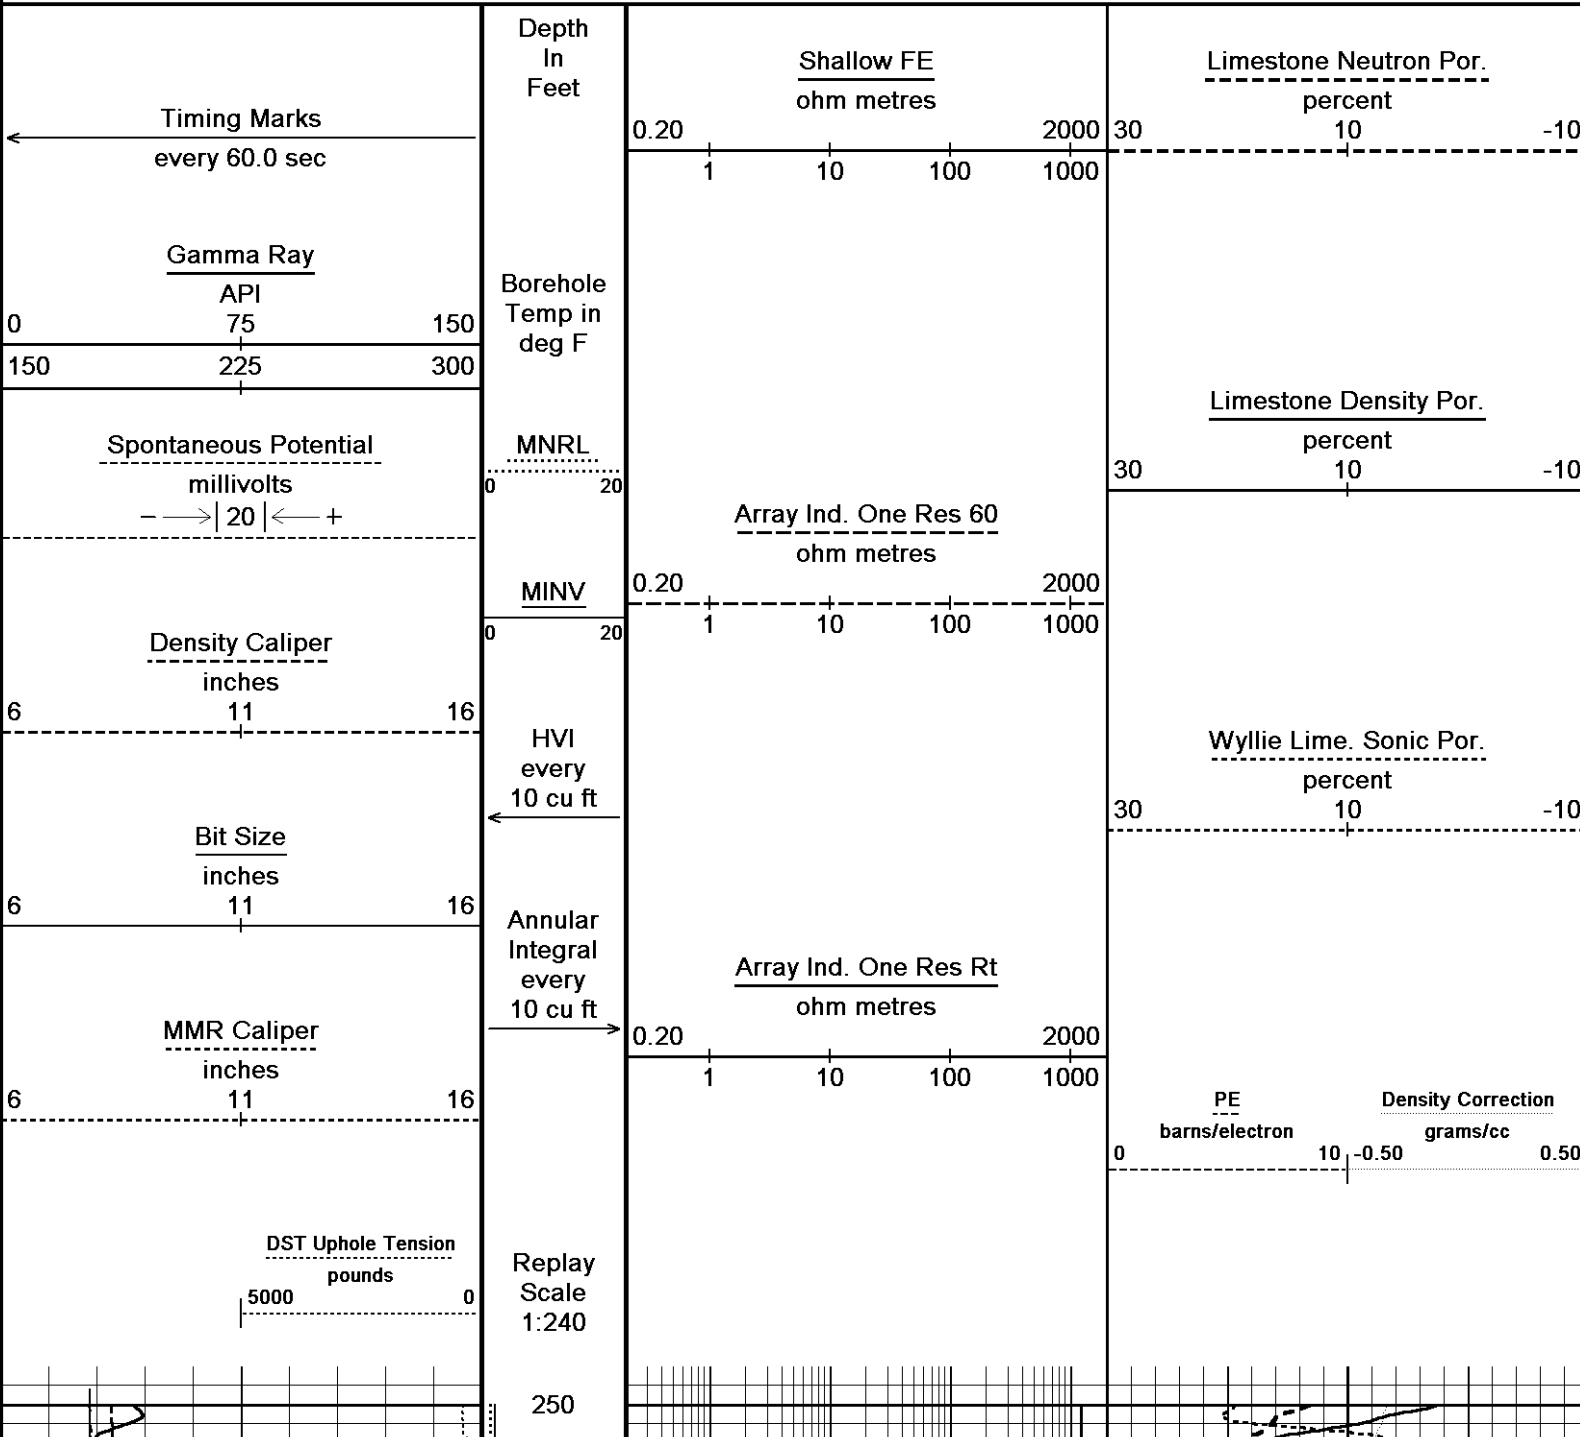 Timing Marks
every 60.0 sec
Gamma Ray
API
0 75 150
150 225 300
Spontaneous Potential
millivolts
− 20 +
Density Caliper
inches
6 11 16
Bit Size
inches
6 11 16
MMR Caliper
inches
6 11 16
DST Uphole Tension
pounds
5000 0
Depth
In
Feet
Borehole
Temp in
deg F
MNRL
0 20
MINV
0 20
HVI
every
10 cu ft
Annular
Integral
every
10 cu ft
Replay
Scale
1:240
250
Shallow FE
ohm metres
0.20 2000
1 10 100 1000
Array Ind. One Res 60
ohm metres
0.20 2000
1 10 100 1000
Array Ind. One Res Rt
ohm metres
0.20 2000
1 10 100 1000
Limestone Neutron Por.
percent
30 10 -10
Limestone Density Por.
percent
30 10 -10
Wyllie Lime. Sonic Por.
percent
30 10 -10
PE
barns/electron
0 10
Density Correction
grams/cc
-0.50 0.50